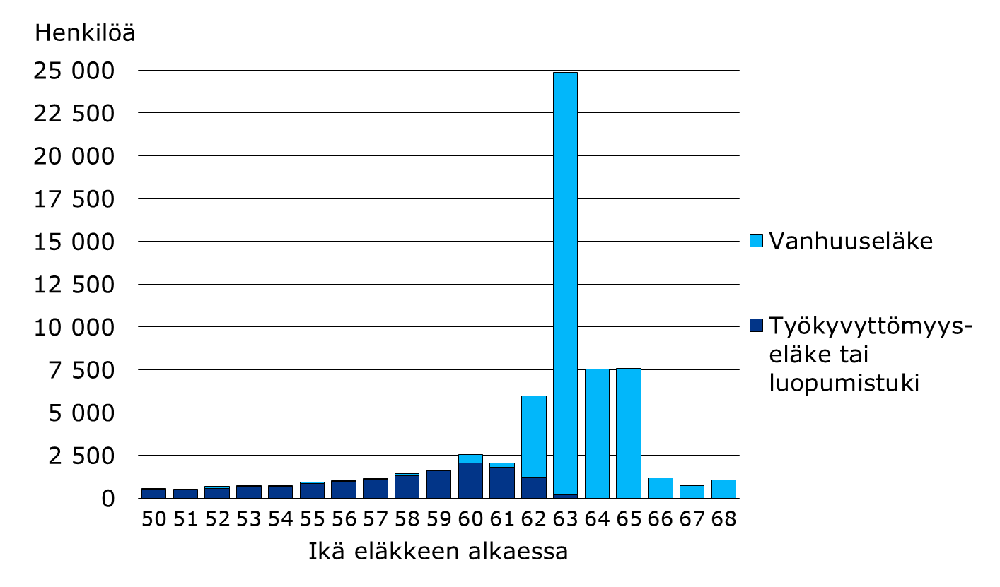 Henkilöä
25 000
22 500
20 000
17 500
15 000
12 500
10 000
7 500
5 000
2 500
0
50 51 52 53 54 55 56 57 58 59 60 61 62 63 64 65 66 67 68
Ikä eläkkeen alkaessa
Vanhuuseläke
Työkyvyttömyys-
eläke tai
luopumistuki